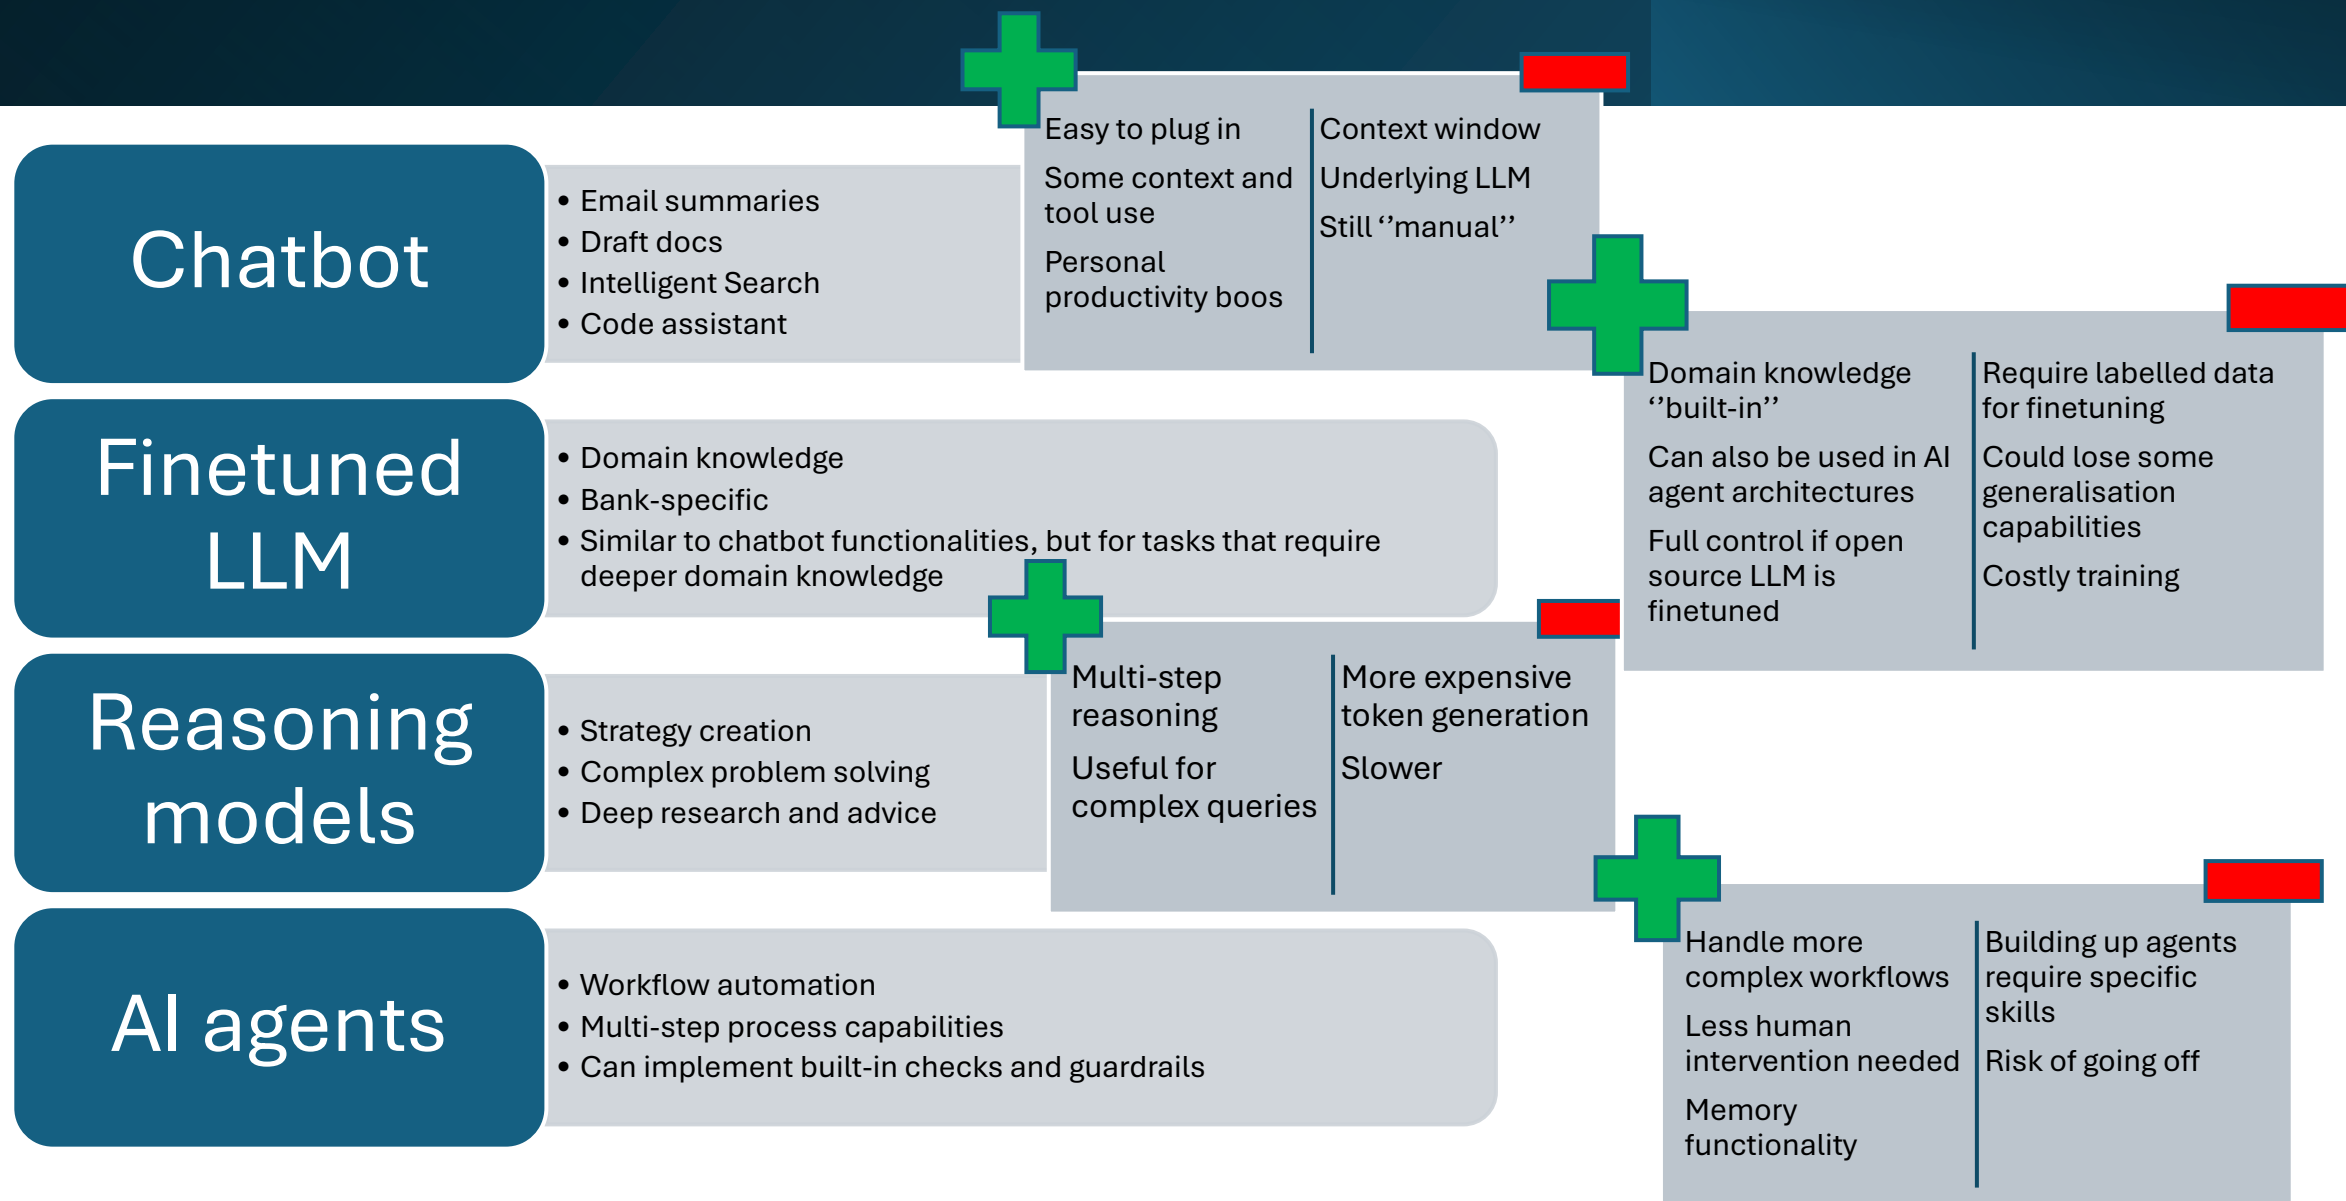 Chatbot
• Email summaries
• Draft docs
• Intelligent Search
• Code assistant
Easy to plug in
Some context and
tool use
Personal
productivity boos
Context window
Underlying LLM
Still ‘’manual’’
Finetuned
LLM
• Domain knowledge
• Bank-specific
• Similar to chatbot functionalities, but for tasks that require
deeper domain knowledge
Domain knowledge
‘’built-in’’
Can also be used in AI
agent architectures
Full control if open
source LLM is
finetuned
Require labelled data
for finetuning
Could lose some
generalisation
capabilities
Costly training
Reasoning
models
• Strategy creation
• Complex problem solving
• Deep research and advice
Multi-step
reasoning
Useful for
complex queries
More expensive
token generation
Slower
AI agents
• Workflow automation
• Multi-step process capabilities
• Can implement built-in checks and guardrails
Handle more
complex workflows
Less human
intervention needed
Memory
functionality
Building up agents
require specific
skills
Risk of going off